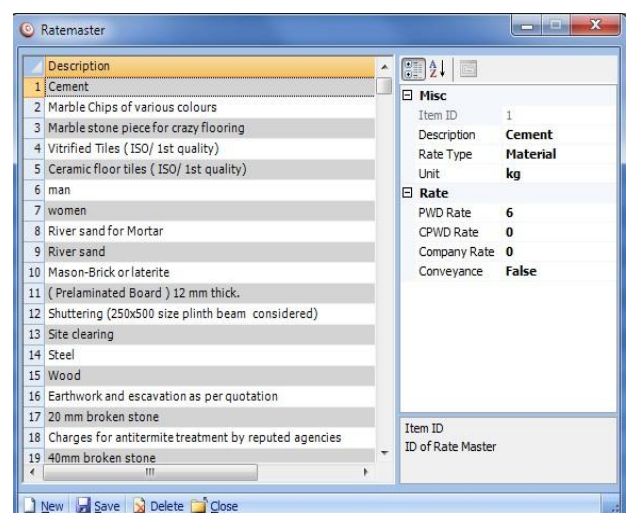 Ratemaster
Description
1 Cement
2 Marble Chips of various colours
3 Marble stone piece for crazy flooring
4 Vitrified Tiles ( ISO/ 1st quality)
5 Ceramic floor tiles ( ISO/ 1st quality)
6 man
7 women
8 River sand for Mortar
9 River sand
10 Mason-Brick or laterite
11 ( Prelaminated Board ) 12 mm thick.
12 Shuttering (250x500 size plinth beam considered)
13 Site clearing
14 Steel
15 Wood
16 Earthwork and escavation as per quotation
17 20 mm broken stone
18 Charges for antitermite treatment by reputed agencies
19 40mm broken stone
Misc
Item ID 1
Description Cement
Rate Type Material
Unit kg
Rate
PWD Rate 6
CPWD Rate 0
Company Rate 0
Conveyance False
Item ID
ID of Rate Master
New Save Delete Close